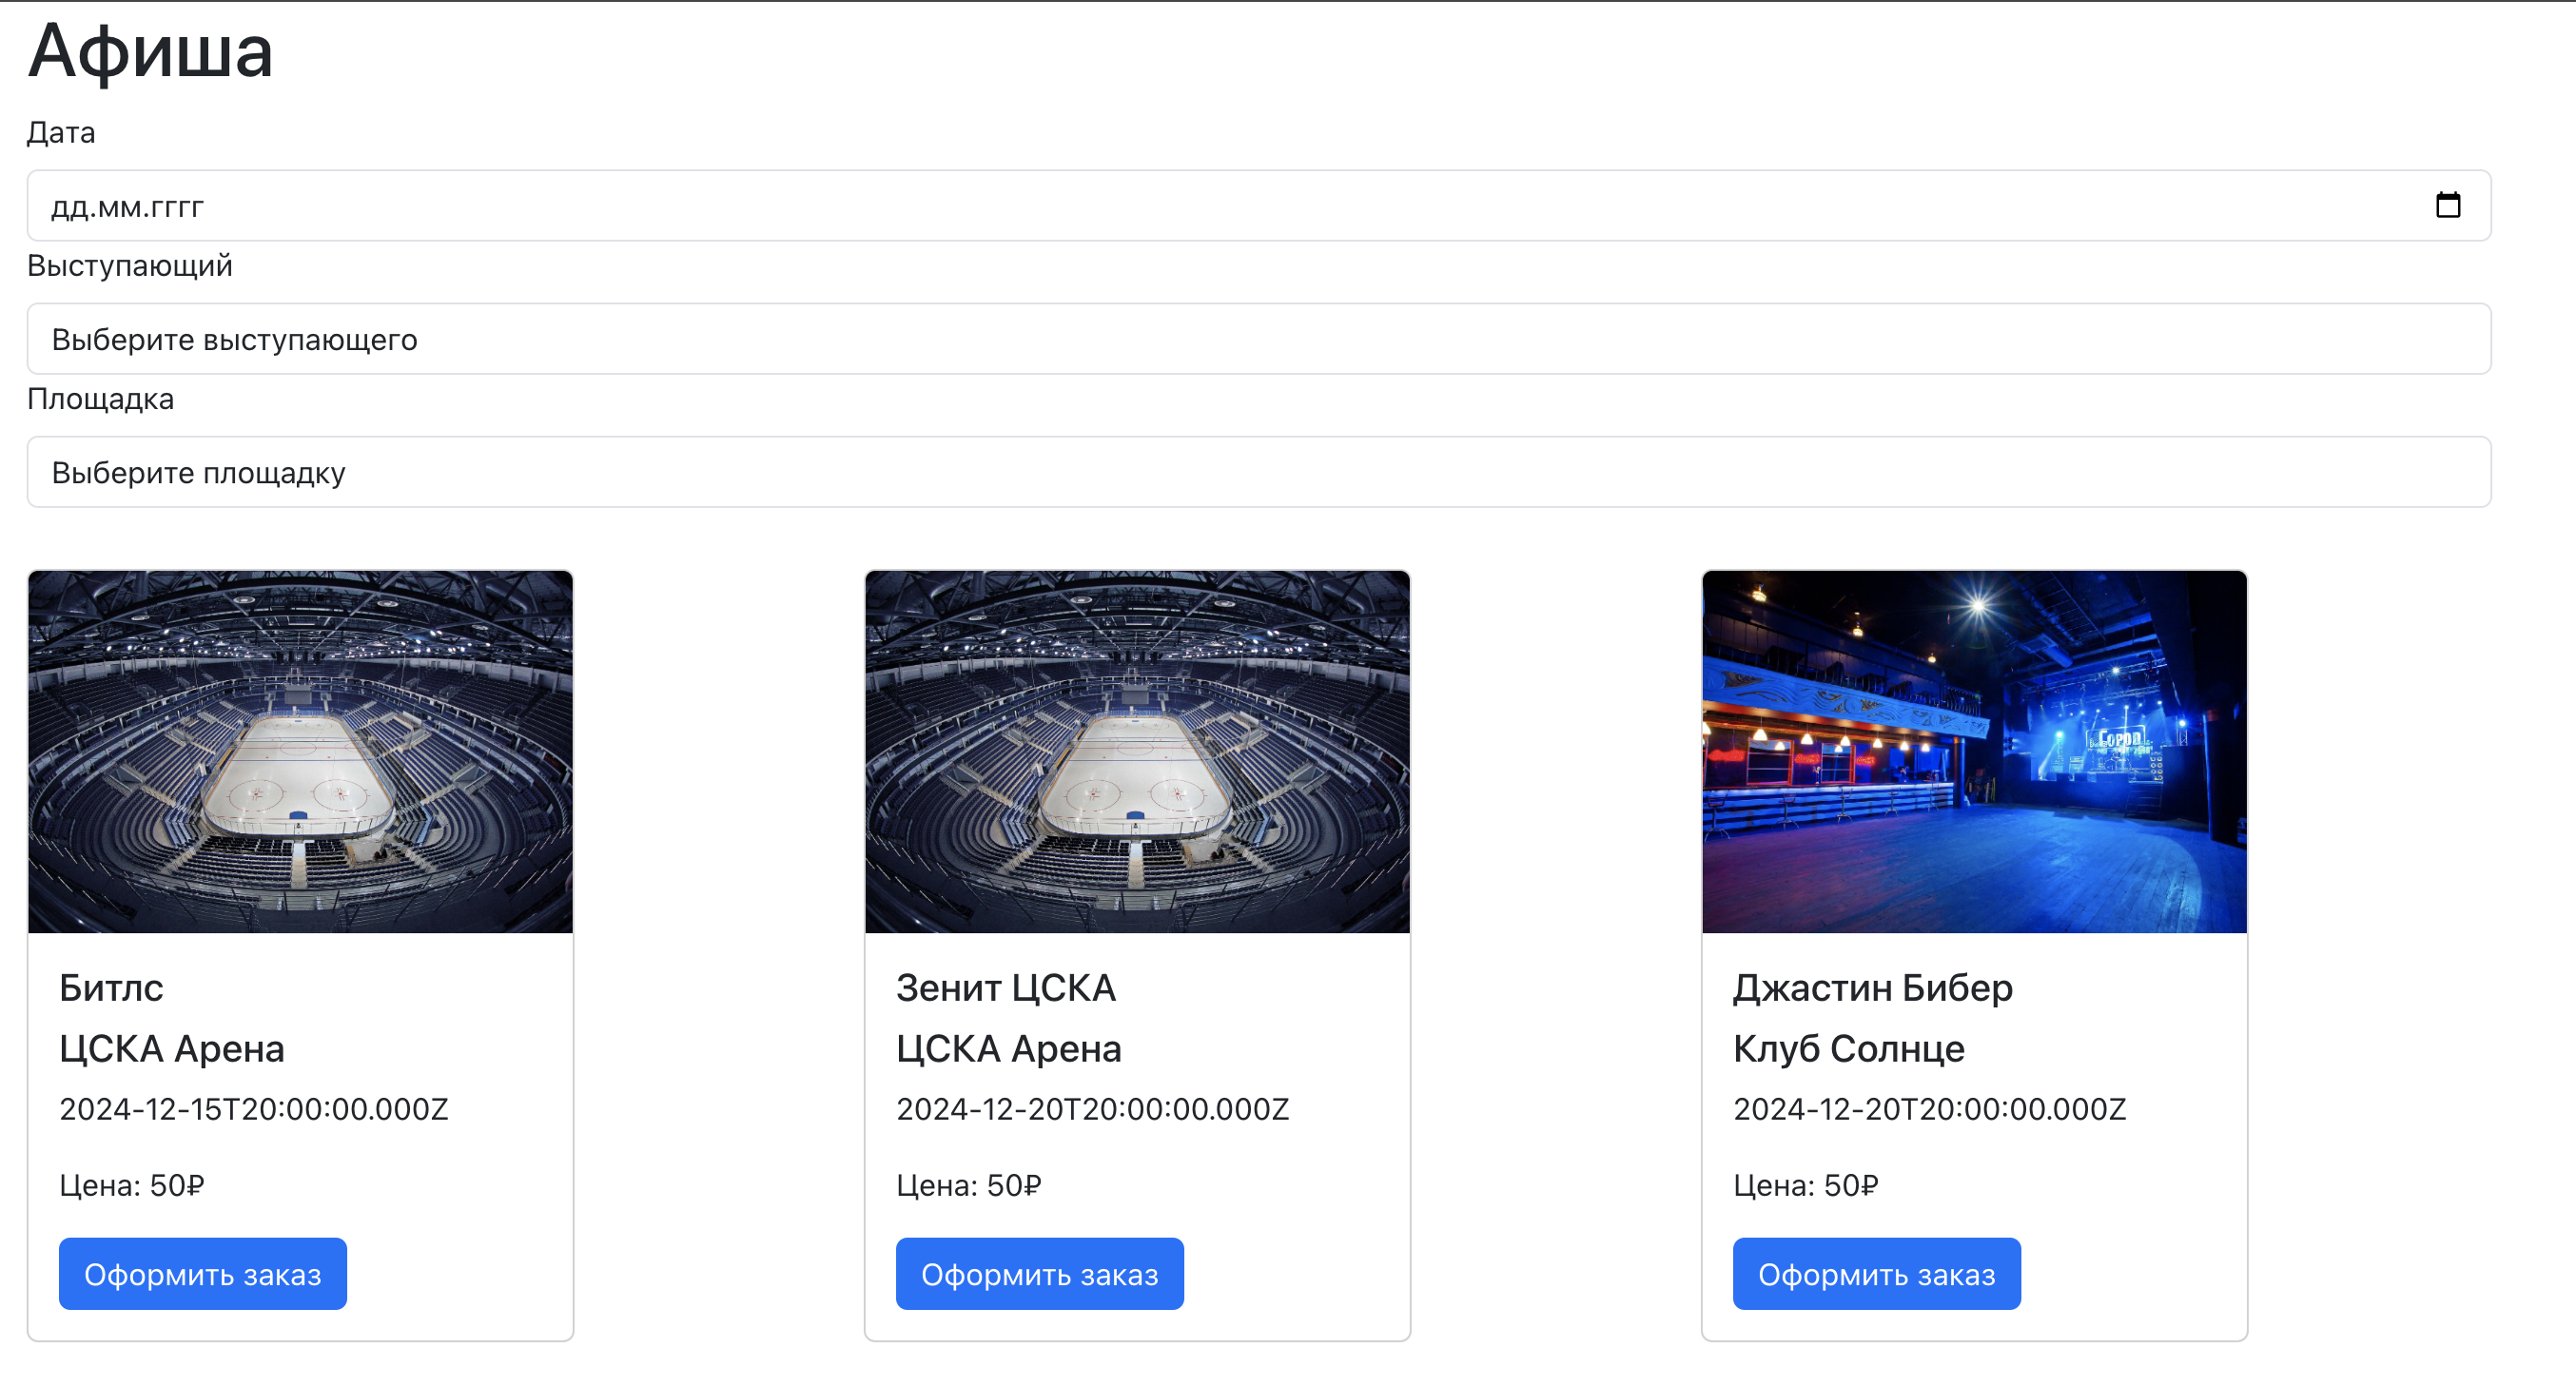 Афиша
Дата
дд.мм.гггг
Выступающий
Выберите выступающего
Площадка
Выберите площадку
Город
Битлс
ЦСКА Арена
2024-12-15T20:00:00.000Z
Цена: 50₽
Оформить заказ
Зенит ЦСКА
ЦСКА Арена
2024-12-20T20:00:00.000Z
Цена: 50₽
Оформить заказ
Джастин Бибер
Клуб Солнце
2024-12-20T20:00:00.000Z
Цена: 50₽
Оформить заказ